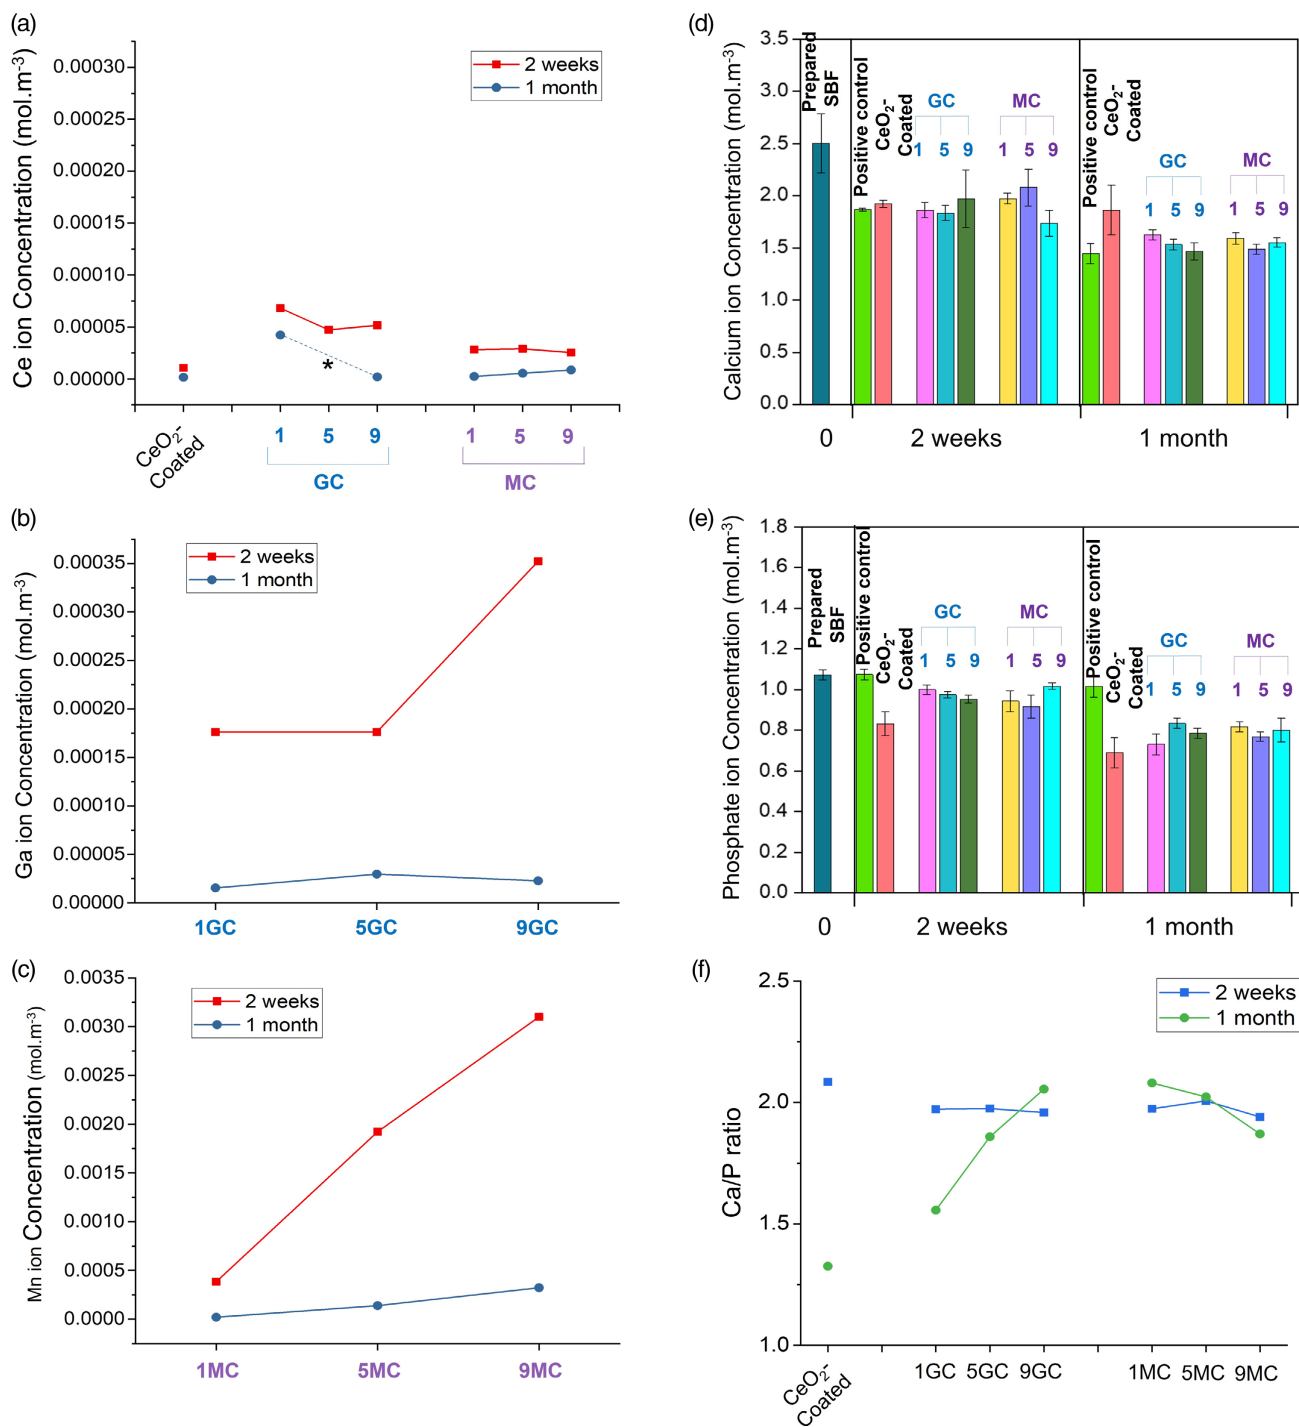 (a)
Ce ion Concentration (mol.m-3)
0.00030
0.00025
0.00020
0.00015
0.00010
0.00005
0.00000
2 weeks
1 month
*
CeO2-
Coated
1 5 9
GC
1 5 9
MC
(b)
Ga ion Concentration (mol.m-3)
0.00035
0.00030
0.00025
0.00020
0.00015
0.00010
0.00005
0.00000
2 weeks
1 month
1GC 5GC 9GC
(c)
Mn ion Concentration (mol.m-3)
0.0035
0.0030
0.0025
0.0020
0.0015
0.0010
0.0005
0.0000
2 weeks
1 month
1MC 5MC 9MC
(d)
Calcium ion Concentration (mol.m-3)
3.5
3.0
2.5
2.0
1.5
1.0
0.5
0.0
Prepared
SBF
Positive control
CeO2-
Coated
GC
1 5 9
MC
1 5 9
Positive control
CeO2-
Coated
GC
1 5 9
MC
1 5 9
0 2 weeks 1 month
(e)
Phosphate ion Concentration (mol.m-3)
1.8
1.6
1.4
1.2
1.0
0.8
0.6
0.4
0.2
0.0
Prepared
SBF
Positive control
CeO2-
Coated
GC
1 5 9
MC
1 5 9
Positive control
CeO2-
Coated
GC
1 5 9
MC
1 5 9
0 2 weeks 1 month
(f)
Ca/P ratio
2.5
2.0
1.5
1.0
2 weeks
1 month
CeO2-
Coated
1GC 5GC 9GC 1MC 5MC 9MC